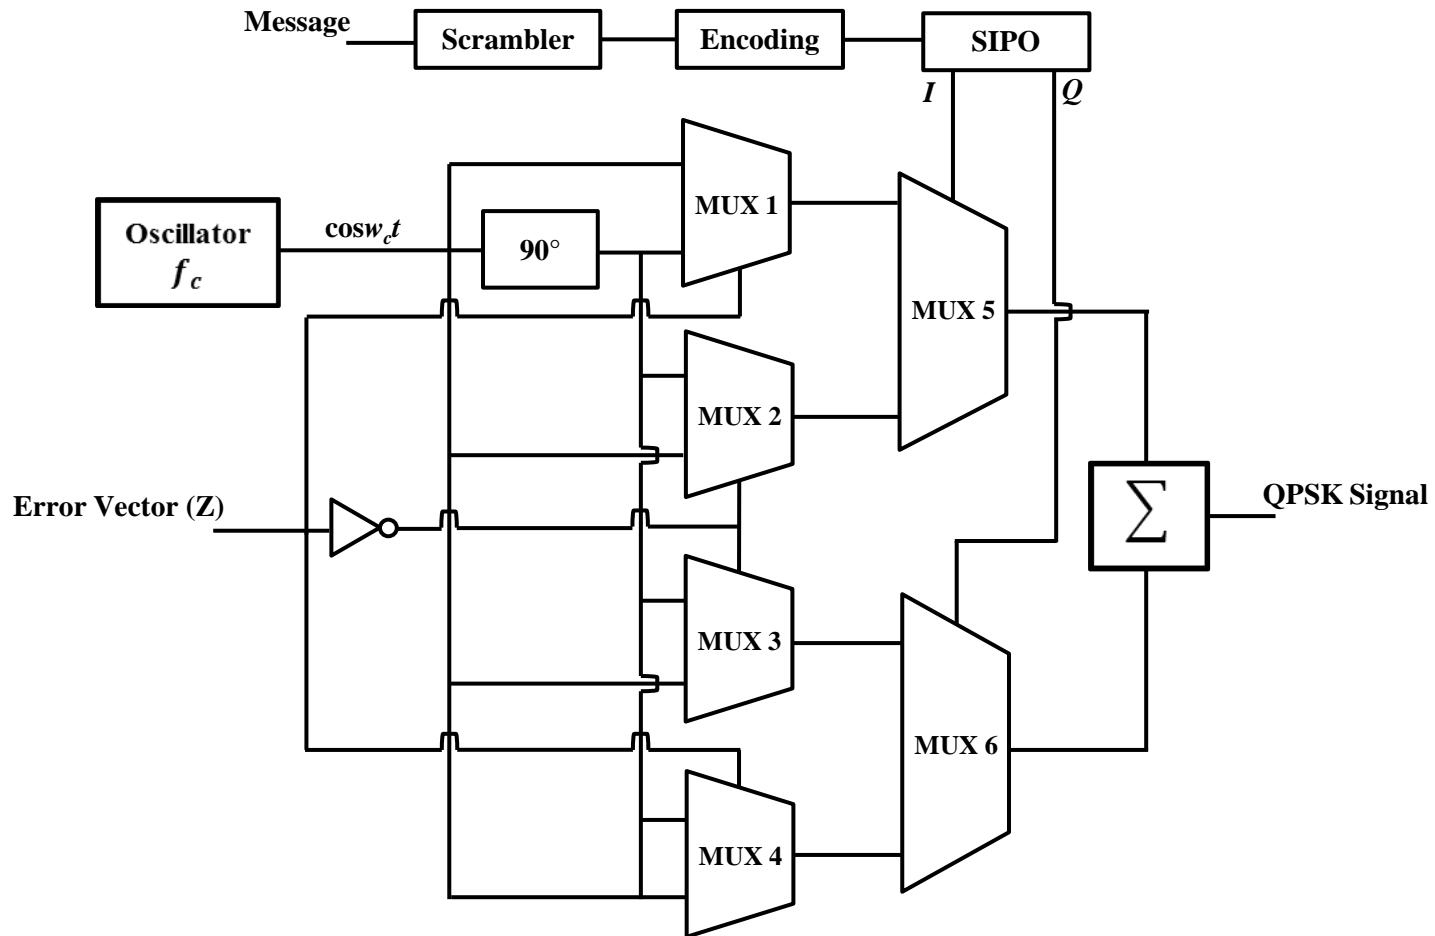 Message
Scrambler
Encoding
SIPO
I
Q
MUX 1
Oscillator
f_c
cosw_ct
90°
MUX 5
MUX 2
Error Vector (Z)
∑
QPSK Signal
MUX 3
MUX 6
MUX 4